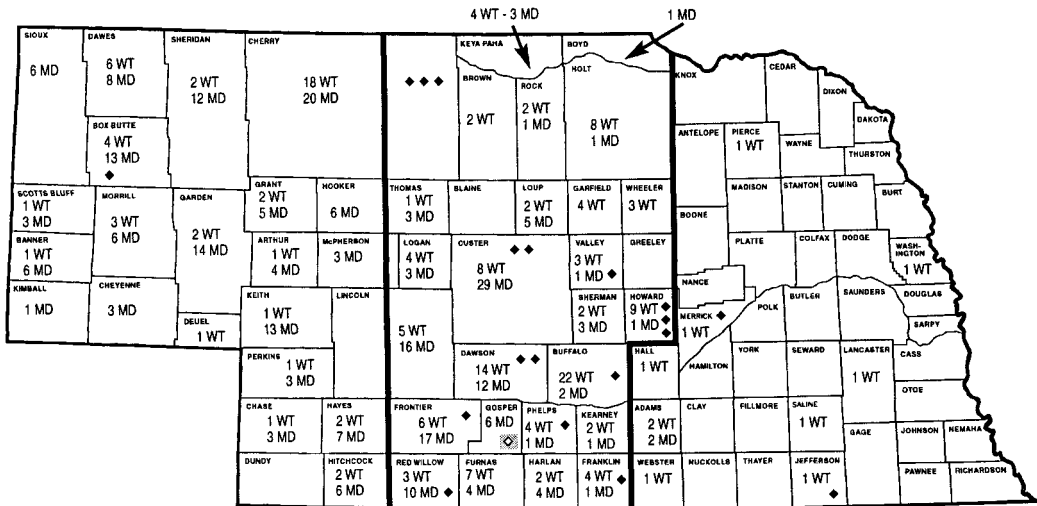 4 WT - 3 MD
1 MD
SIOUX
6 MD
DAWES
6 WT
8 MD
SHERIDAN
2 WT
12 MD
CHERRY
18 WT
20 MD
KEYA PAHA
BOYD
BROWN
2 WT
ROCK
2 WT
1 MD
HOLT
8 WT
1 MD
KNOX
CEDAR
DIXON
DAKOTA
BOX BUTTE
4 WT
13 MD
ANTELOPE
PIERCE
1 WT
WAYNE
THURSTON
SCOTTS BLUFF
1 WT
3 MD
MORRILL
3 WT
6 MD
GARDEN
2 WT
14 MD
GRANT
2 WT
5 MD
HOOKER
6 MD
THOMAS
1 WT
3 MD
BLAINE
LOUP
2 WT
5 MD
GARFIELD
4 WT
WHEELER
3 WT
BOONE
MADISON
STANTON
CUMING
BURT
BANNER
1 WT
6 MD
ARTHUR
1 WT
4 MD
McPHERSON
3 MD
LOGAN
4 WT
3 MD
CUSTER
8 WT
29 MD
VALLEY
3 WT
1 MD
GREELEY
PLATTE
COLFAX
DODGE
WASH-
INGTON
1 WT
KIMBALL
1 MD
CHEYENNE
3 MD
DEUEL
1 WT
KEITH
1 WT
13 MD
LINCOLN
5 WT
16 MD
SHERMAN
2 WT
3 MD
HOWARD
9 WT
1 MD
NANCE
MERRICK
1 WT
POLK
BUTLER
SAUNDERS
DOUGLAS
SARPY
PERKINS
1 WT
3 MD
DAWSON
14 WT
12 MD
BUFFALO
22 WT
2 MD
HALL
1 WT
HAMILTON
YORK
SEWARD
LANCASTER
1 WT
CASS
OTOE
CHASE
1 WT
3 MD
HAYES
2 WT
7 MD
FRONTIER
6 WT
17 MD
GOSPER
6 MD
PHELPS
4 WT
1 MD
KEARNEY
2 WT
1 MD
ADAMS
2 WT
2 MD
CLAY
FILLMORE
SALINE
1 WT
GAGE
JOHNSON
NEMAHA
DUNDY
HITCHCOCK
2 WT
6 MD
RED WILLOW
3 WT
10 MD
FURNAS
7 WT
4 MD
HARLAN
2 WT
4 MD
FRANKLIN
4 WT
1 MD
WEBSTER
1 WT
NUCKOLLS
THAYER
JEFFERSON
1 WT
PAWNEE
RICHARDSON